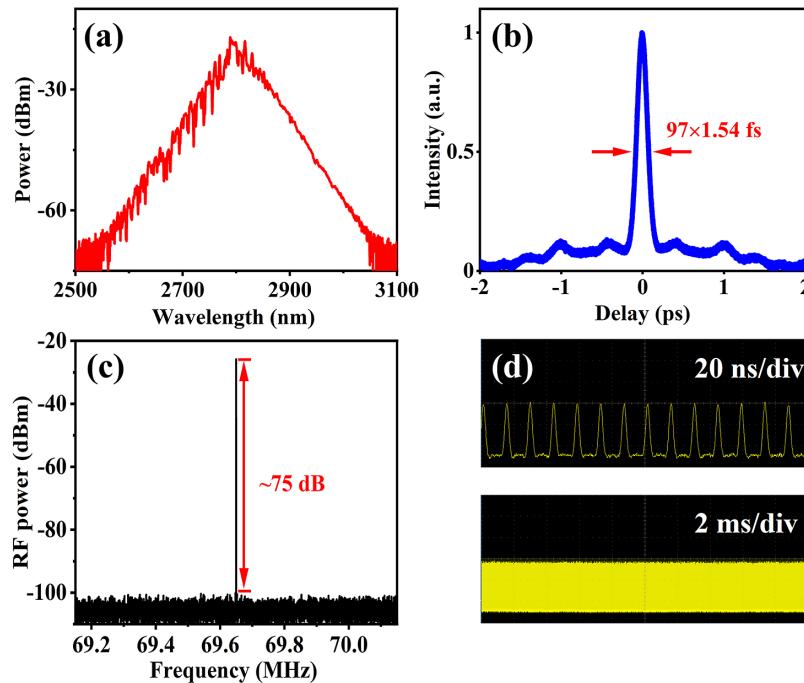 (a)
Power (dBm)
-30
-60
2500 2700 2900 3100
Wavelength (nm)
(b)
Intensity (a.u.)
1
0.5
0
97×1.54 fs
-2 -1 0 1 2
Delay (ps)
(c)
RF power (dBm)
-20
-40
-60
-80
-100
~75 dB
69.2 69.4 69.6 69.8 70.0
Frequency (MHz)
(d)
20 ns/div
2 ms/div